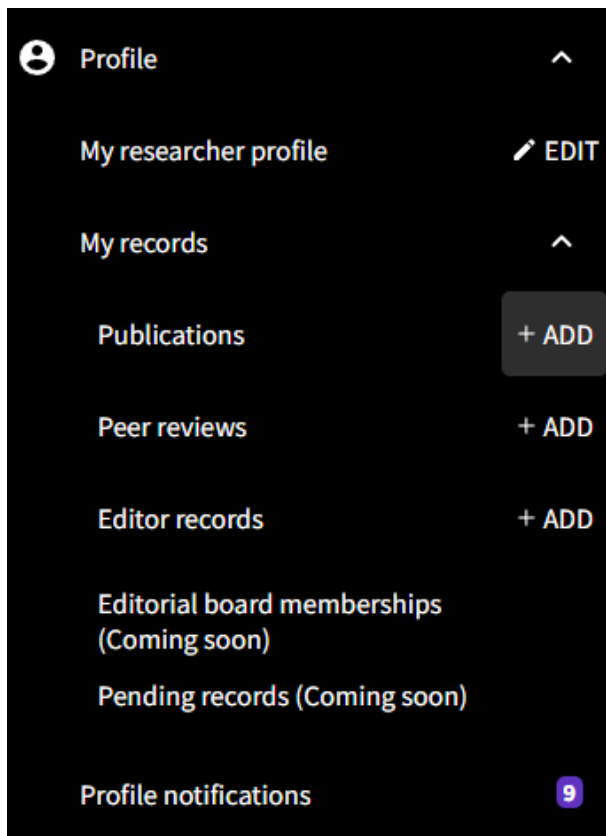 Profile
My researcher profile EDIT
My records
Publications + ADD
Peer reviews + ADD
Editor records + ADD
Editorial board memberships
(Coming soon)
Pending records (Coming soon)
Profile notifications 9